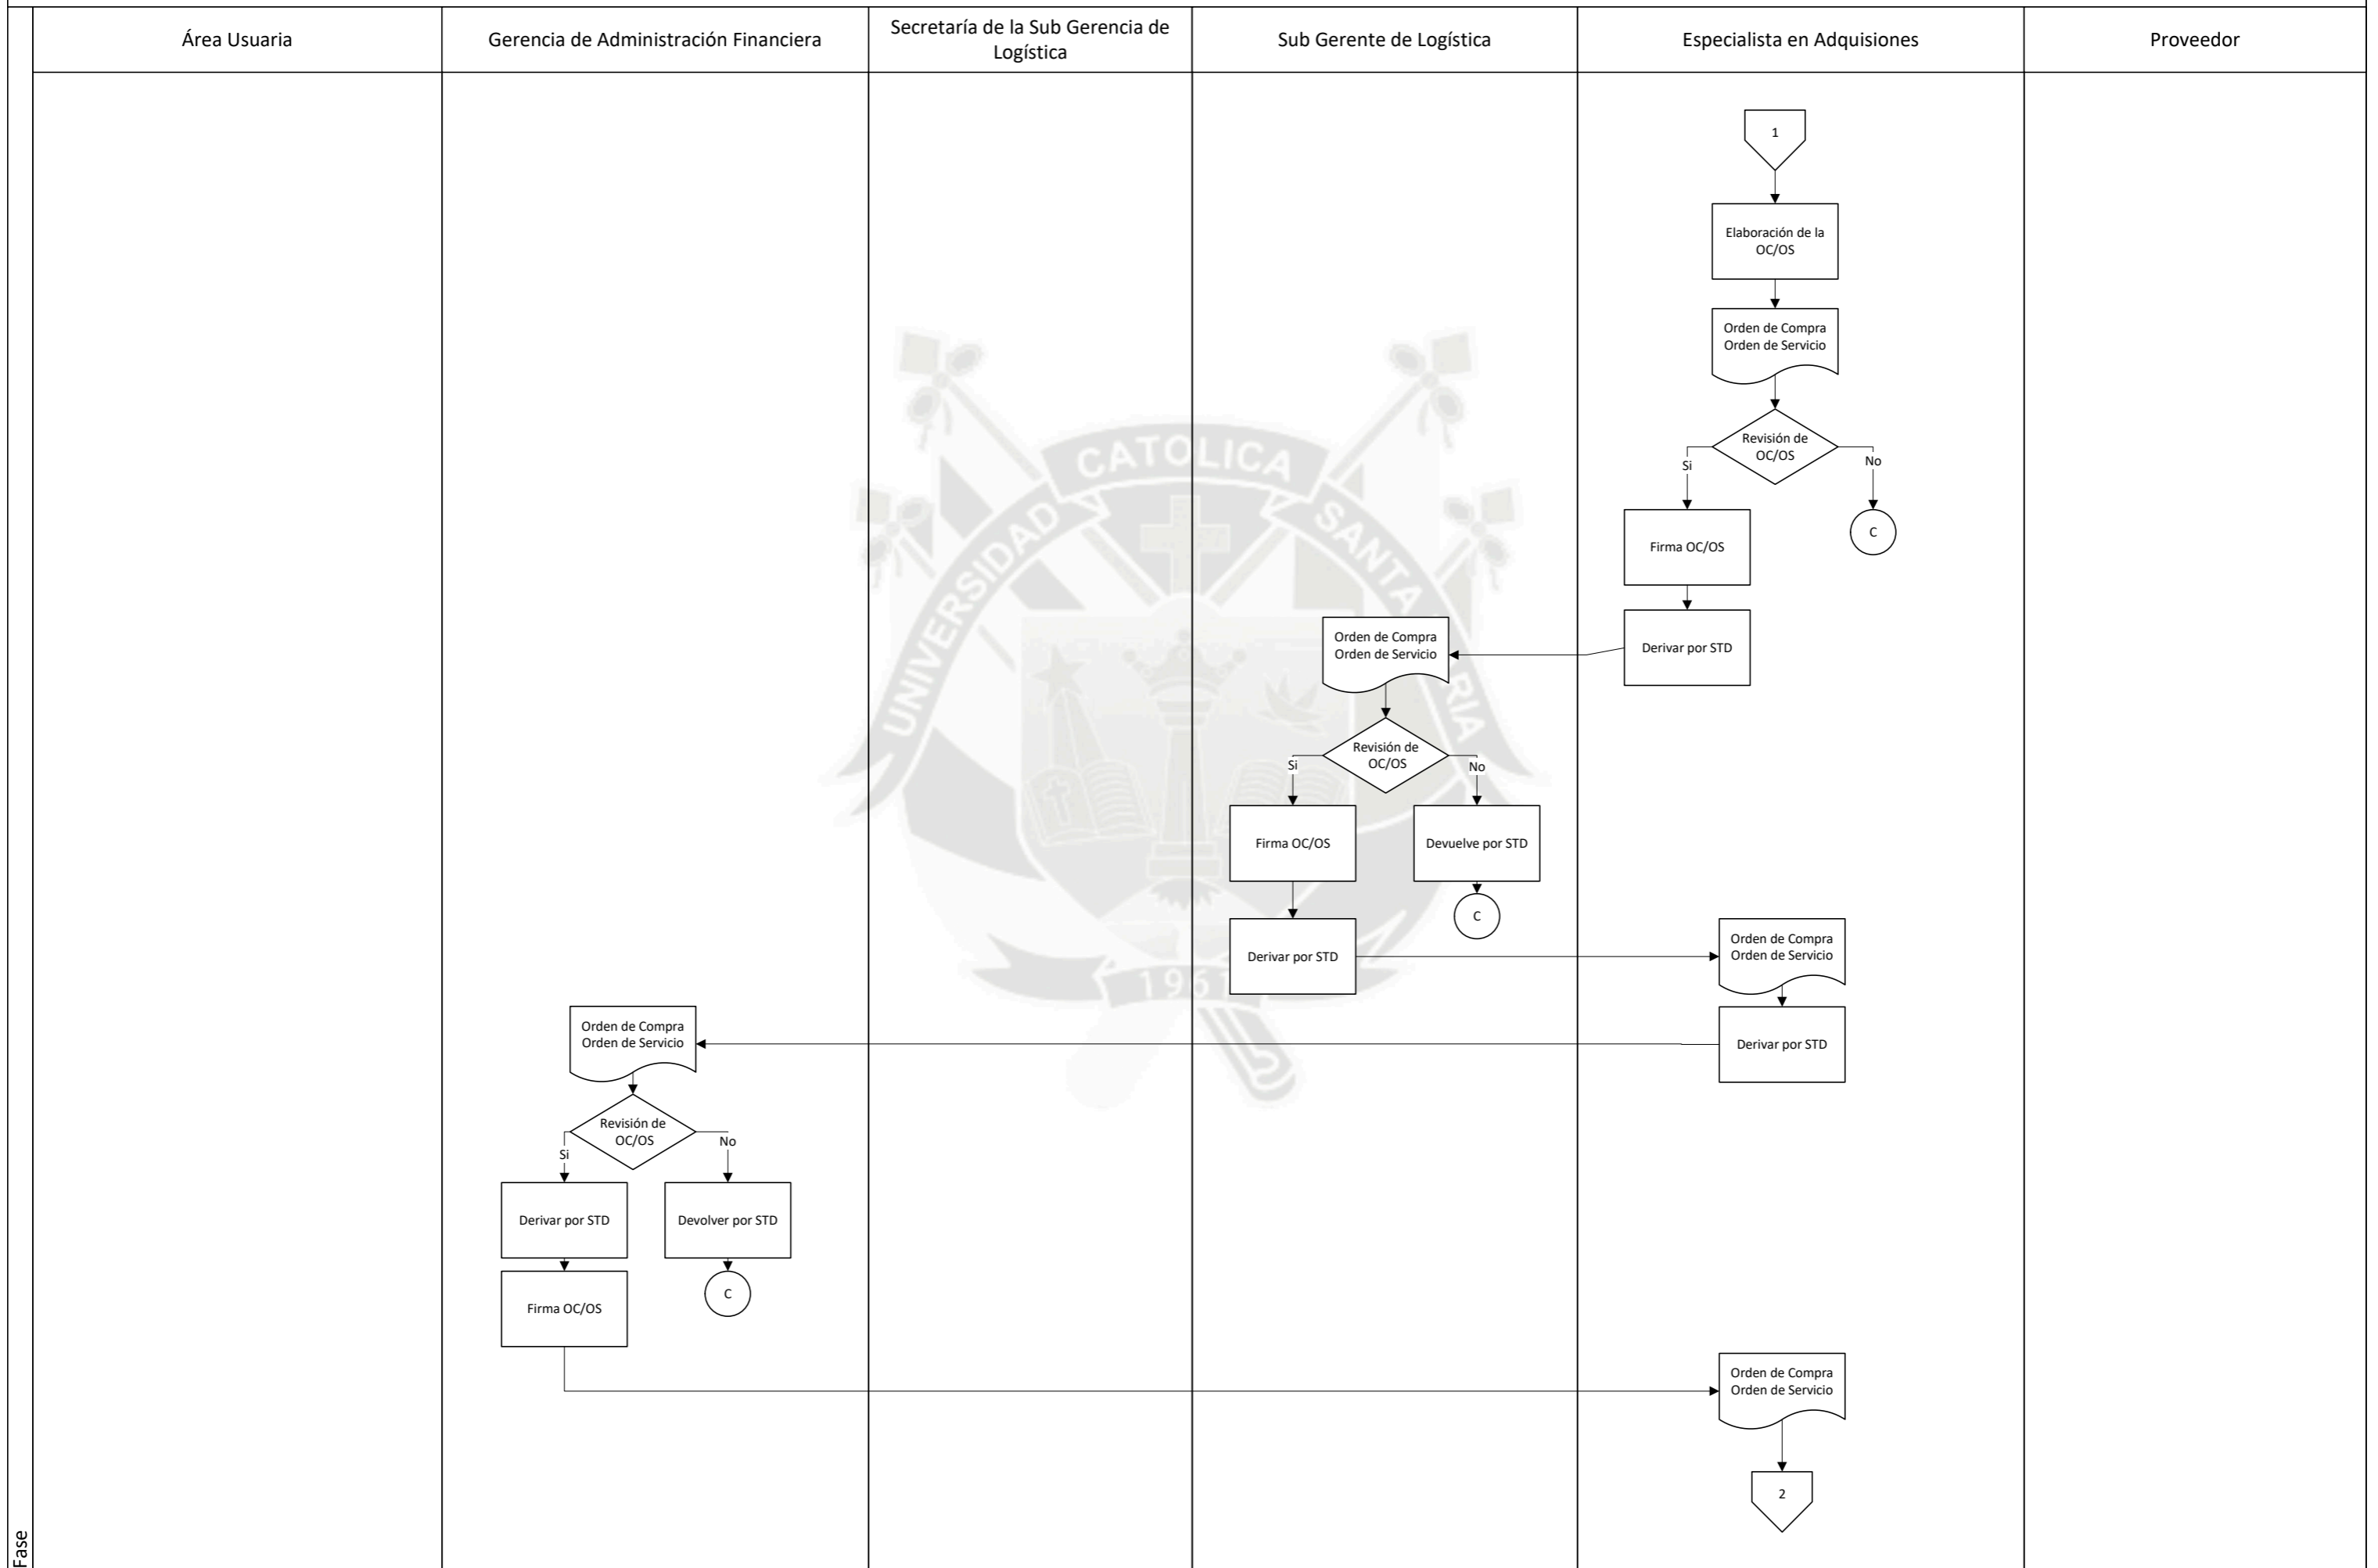 Área Usuaria
Gerencia de Administración Financiera
Secretaría de la Sub Gerencia de
Logística
Sub Gerente de Logística
Especialista en Adquisiones
Proveedor
1
Elaboración de la
OC/OS
Orden de Compra
Orden de Servicio
Revisión de
OC/OS
Si
No
Firma OC/OS
C
Derivar por STD
Orden de Compra
Orden de Servicio
Revisión de
OC/OS
Si
No
Firma OC/OS
Devuelve por STD
C
Derivar por STD
Orden de Compra
Orden de Servicio
Derivar por STD
Orden de Compra
Orden de Servicio
Revisión de
OC/OS
Si
No
Derivar por STD
Devolver por STD
Firma OC/OS
C
Orden de Compra
Orden de Servicio
2
Fase
UNIVERSIDAD CATOLICA SANTA
RIA
196